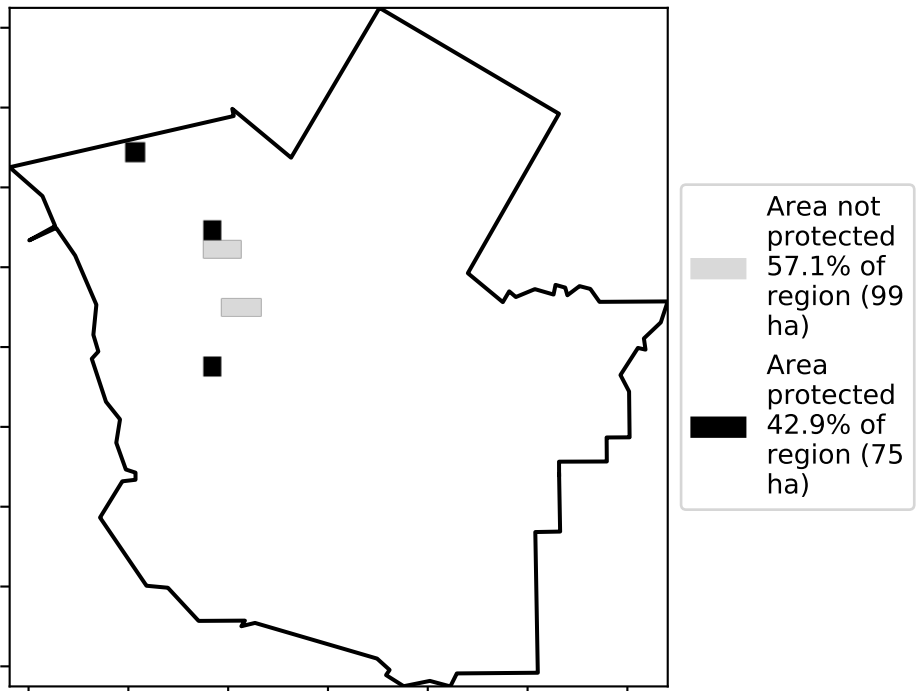 Area not
protected
57.1% of
region (99
ha)
Area
protected
42.9% of
region (75
ha)